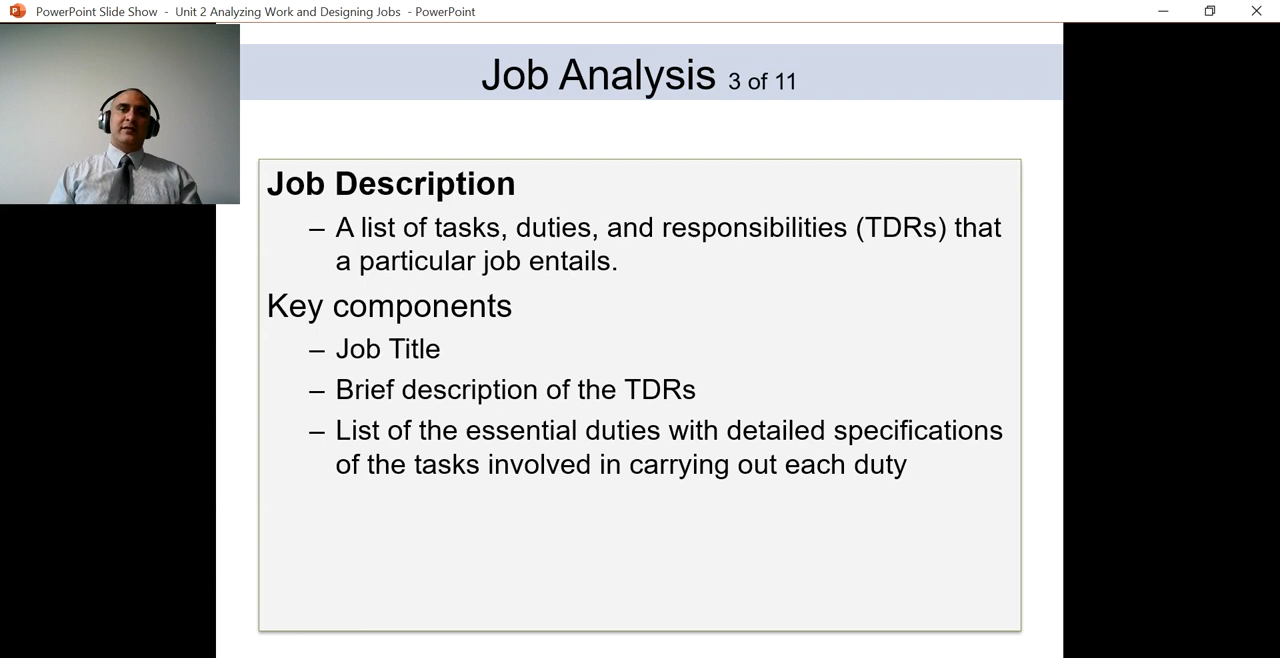 PowerPoint Slide Show - Unit 2 Analyzing Work and Designing Jobs - PowerPoint
Job Analysis 3 of 11
Job Description
– A list of tasks, duties, and responsibilities (TDRs) that
a particular job entails.
Key components
– Job Title
– Brief description of the TDRs
– List of the essential duties with detailed specifications
of the tasks involved in carrying out each duty